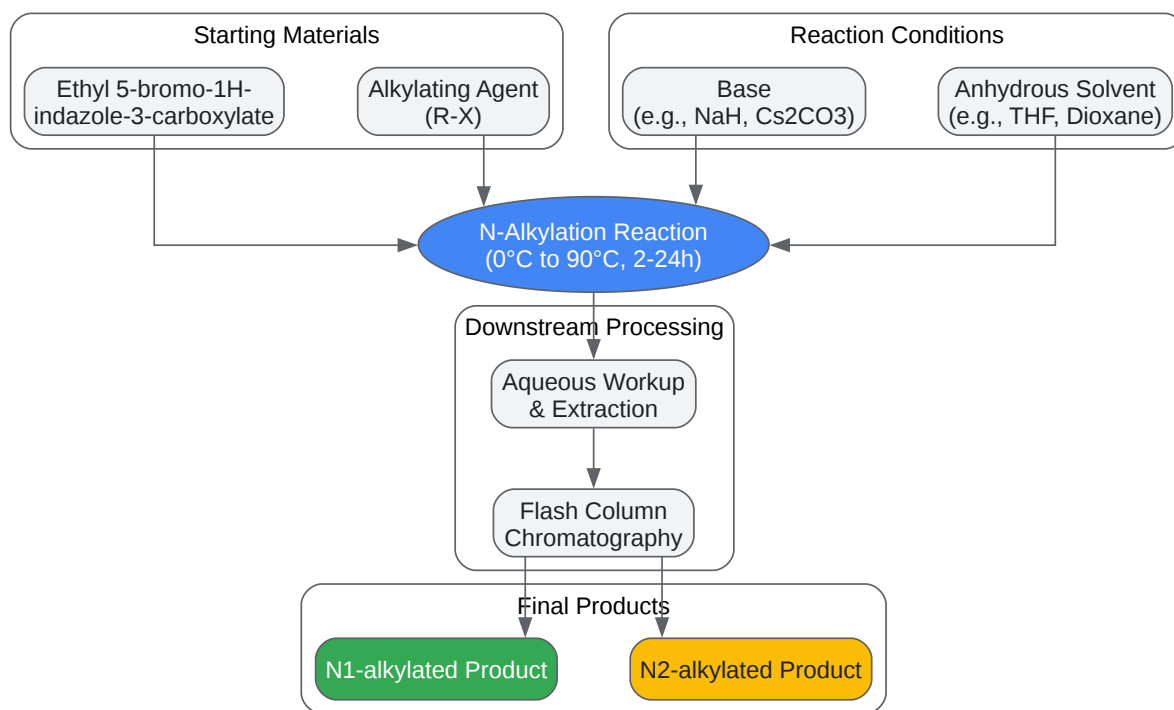 Starting Materials
Ethyl 5-bromo-1H-
indazole-3-carboxylate
Alkylating Agent
(R-X)
Reaction Conditions
Base
(e.g., NaH, Cs2CO3)
Anhydrous Solvent
(e.g., THF, Dioxane)
N-Alkylation Reaction
(0°C to 90°C, 2-24h)
Downstream Processing
Aqueous Workup
& Extraction
Flash Column
Chromatography
Final Products
N1-alkylated Product
N2-alkylated Product